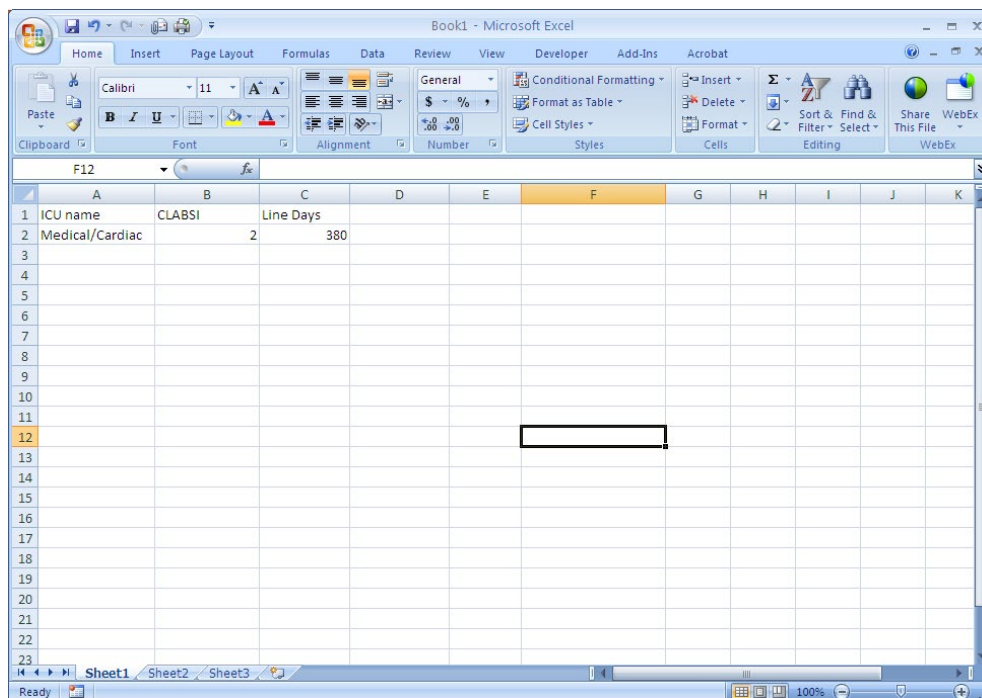 Book1 - Microsoft Excel
Home Insert Page Layout Formulas Data Review View Developer Add-Ins Acrobat
Paste
Calibri 11 A A
B I U A
General
$ % ,
.00 .00
Conditional Formatting
Format as Table
Cell Styles
Insert
Delete
Format
Σ
Sort & Filter
Find & Select
Share This File
WebEx
Clipboard Font Alignment Number Styles Cells Editing WebEx
F12 fx
A B C D E F G H I J K
1 ICU name CLABSI Line Days
2 Medical/Cardiac 2 380
3
4
5
6
7
8
9
10
11
12
13
14
15
16
17
18
19
20
21
22
23
Sheet1 Sheet2 Sheet3
Ready 100%